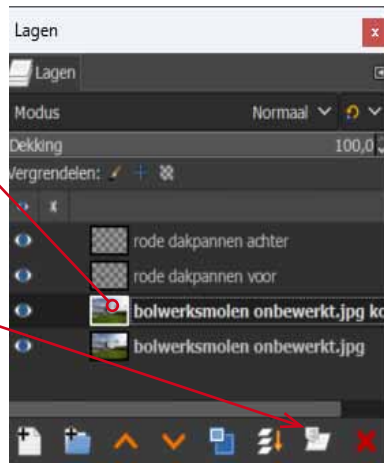 Lagen
x
Lagen
Modus Normaal
Dekking 100,0
Vergrendelen:
rode dakpannen achter
rode dakpannen voor
bolwerksmolen onbewerkt.jpg ko
bolwerksmolen onbewerkt.jpg